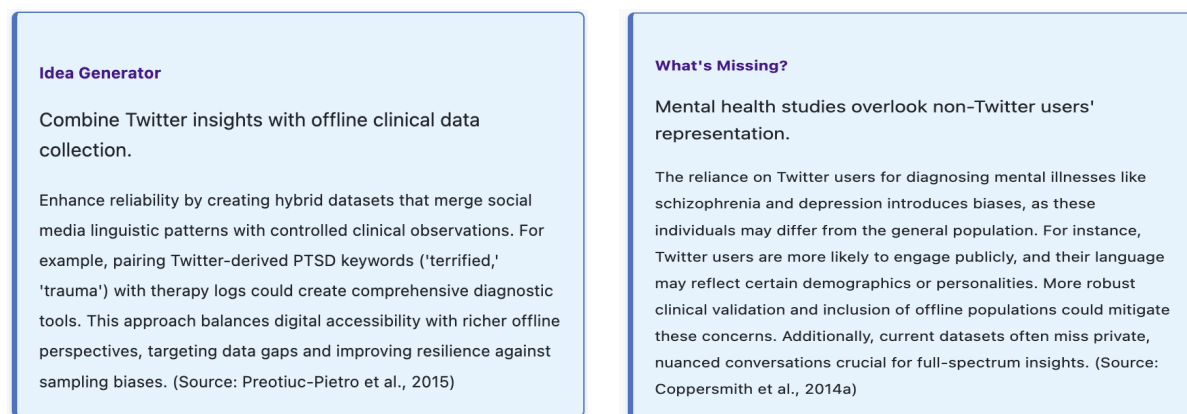 Idea Generator
Combine Twitter insights with offline clinical data
collection.
Enhance reliability by creating hybrid datasets that merge social
media linguistic patterns with controlled clinical observations. For
example, pairing Twitter-derived PTSD keywords ('terrified,'
'trauma') with therapy logs could create comprehensive diagnostic
tools. This approach balances digital accessibility with richer offline
perspectives, targeting data gaps and improving resilience against
sampling biases. (Source: Preotiuc-Pietro et al., 2015)
What's Missing?
Mental health studies overlook non-Twitter users'
representation.
The reliance on Twitter users for diagnosing mental illnesses like
schizophrenia and depression introduces biases, as these
individuals may differ from the general population. For instance,
Twitter users are more likely to engage publicly, and their language
may reflect certain demographics or personalities. More robust
clinical validation and inclusion of offline populations could mitigate
these concerns. Additionally, current datasets often miss private,
nuanced conversations crucial for full-spectrum insights. (Source:
Coppersmith et al., 2014a)